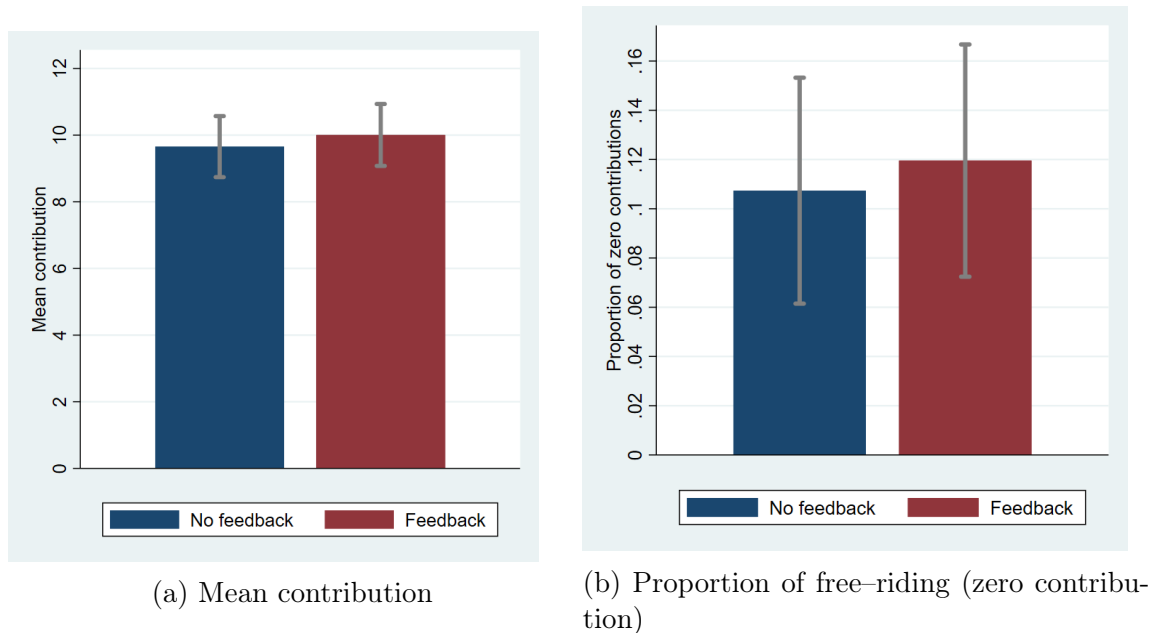 Mean contribution
12
10
8
6
4
2
0
No feedback
Feedback
(a) Mean contribution
Proportion of zero contributions
.16
.14
.12
.1
.08
.06
.04
.02
0
No feedback
Feedback
(b) Proportion of free–riding (zero contribu-
tion)